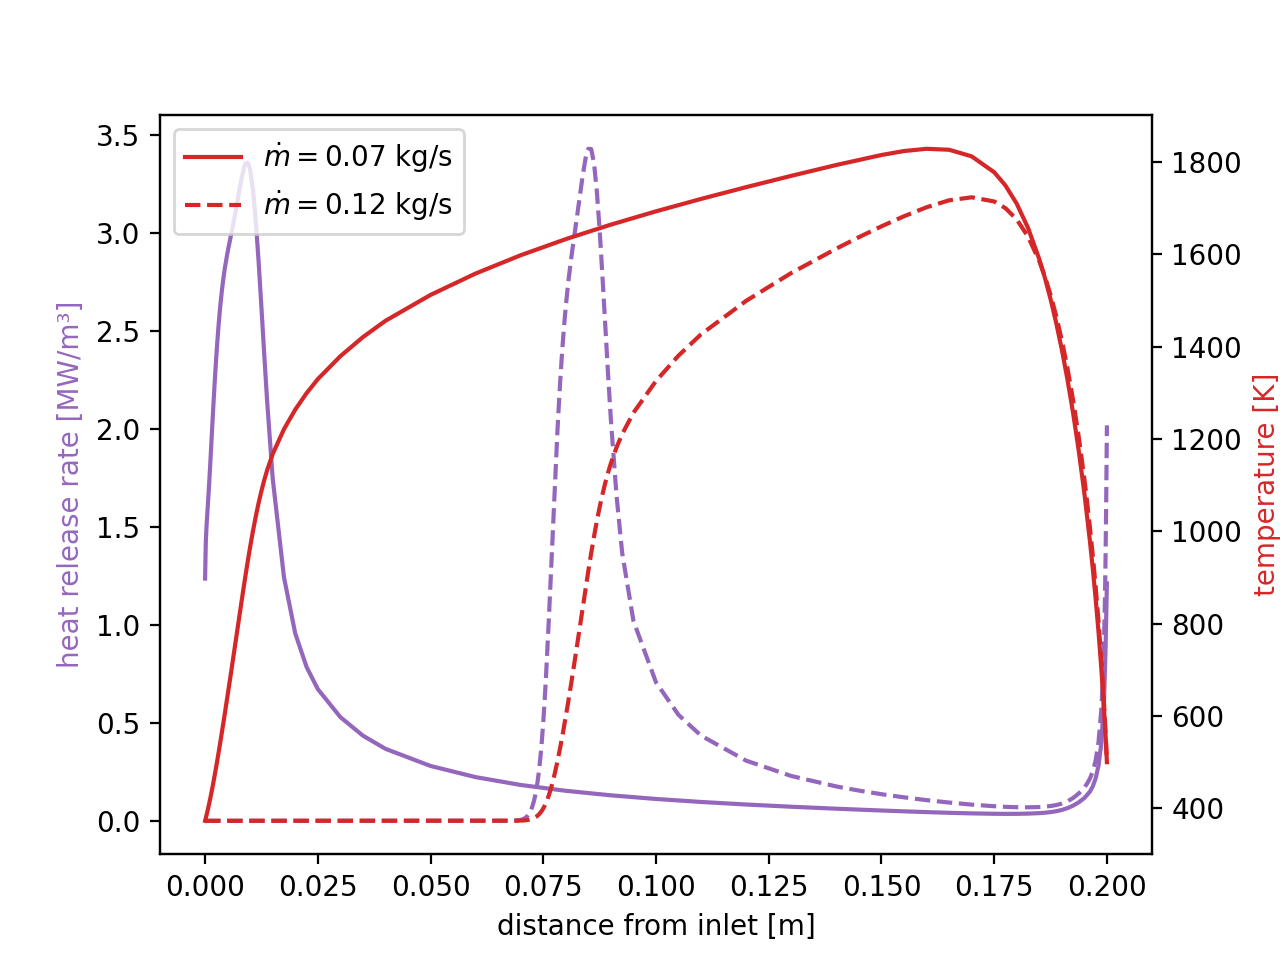 3.5
3.0
2.5
2.0
1.5
1.0
0.5
0.0
heat release rate [MW/m³]
ṁ = 0.07 kg/s
ṁ = 0.12 kg/s
1800
1600
1400
1200
1000
800
600
400
temperature [K]
0.000 0.025 0.050 0.075 0.100 0.125 0.150 0.175 0.200
distance from inlet [m]